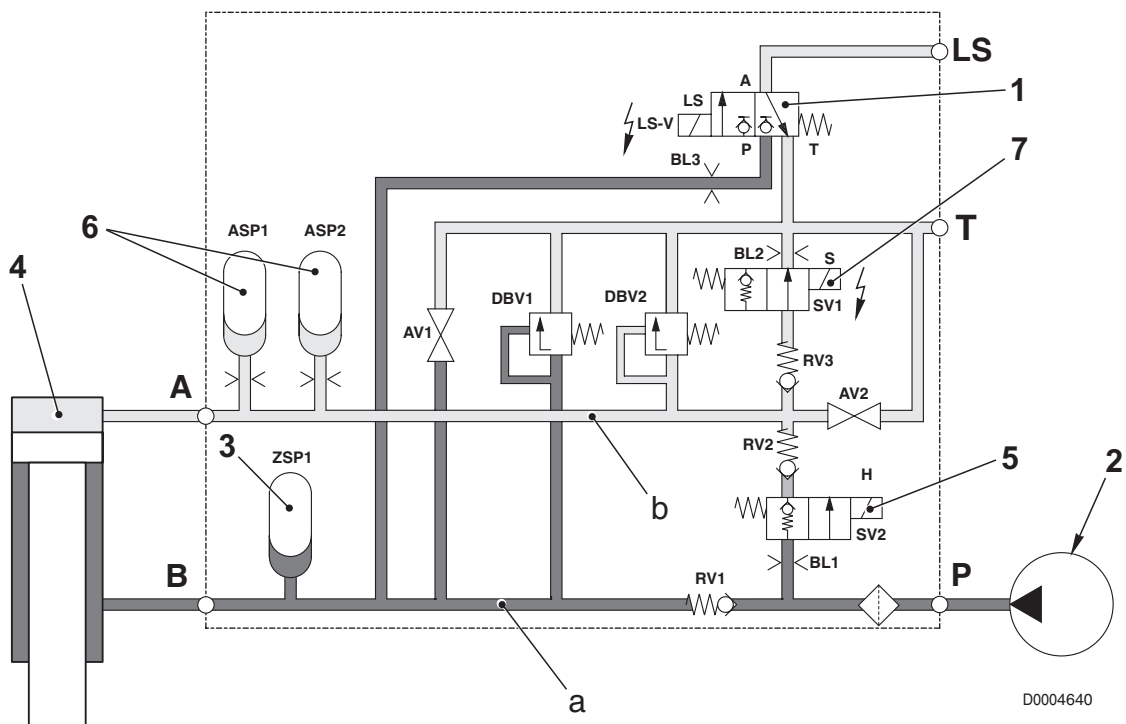 LS
A
1
LS
LS-V
P
T
7
BL3
6
ASP1
ASP2
T
BL2
S
4
DBV1
DBV2
SV1
AV1
RV3
A
AV2
3
RV2
ZSP1
H
5
2
b
SV2
B
RV1
BL1
P
a
D0004640